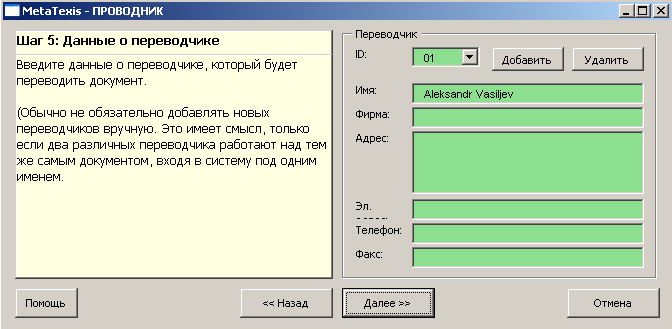 MetaTexis - ПРОВОДНИК
Шаг 5: Данные о переводчике
Введите данные о переводчике, который будет
переводить документ.
(Обычно не обязательно добавлять новых
переводчиков вручную. Это имеет смысл, только
если два различных переводчика работают над тем
же самым документом, входя в систему под одним
именем.
Переводчик
ID:
01
Добавить
Удалить
Имя:
Aleksandr Vasiljev
Фирма:
Адрес:
Эл.
Телефон:
Факс:
Помощь
<< Назад
Далее >>
Отмена